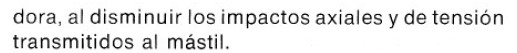 dora, al disminuir los impactos axiales y de tensión
transmitidos al mástil.